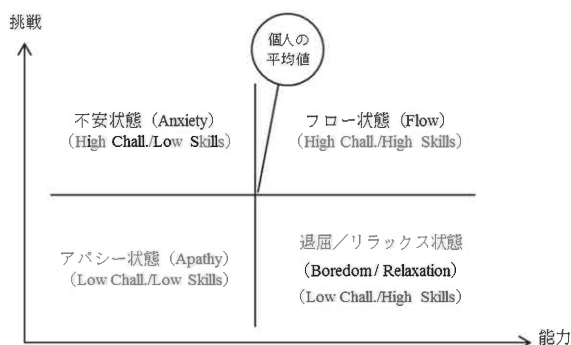 挑戦
個人の
平均値
不安状態（Anxiety）
（High Chall./Low Skills）
フロー状態（Flow）
（High Chall./High Skills）
アパシー状態（Apathy）
（Low Chall./Low Skills）
退屈／リラックス状態
（Boredom / Relaxation）
（Low Chall./High Skills）
能力